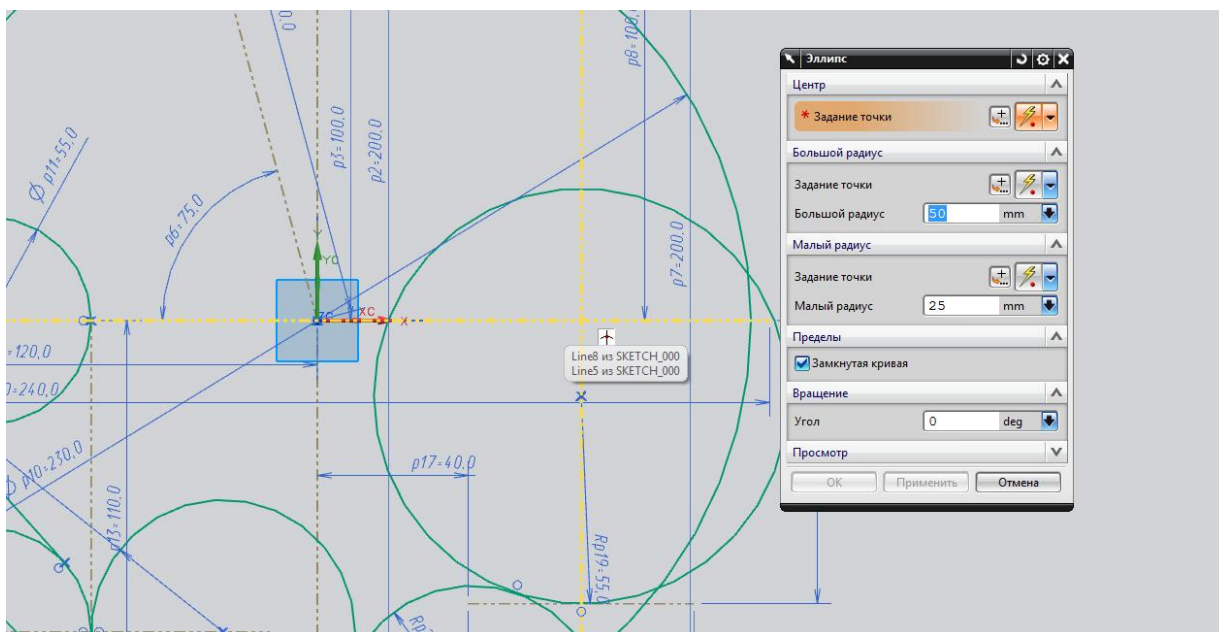 Эллипс
Центр
* Задание точки
Большой радиус
Задание точки
Большой радиус 50 mm
Малый радиус
Задание точки
Малый радиус 25 mm
Пределы
Замкнутая кривая
Вращение
Угол 0 deg
Просмотр
OK Применить Отмена
Line8 из SKETCH_000
Line5 из SKETCH_000
p8=100,
p3=100.0
p2=200.0
Ø p11=55.0
p6=75.0
p7=200.0
Y
YC
XC X
=120,0
0=240,0
p10=230.0
p13=110.0
p17=40.0
Rp19=55.0